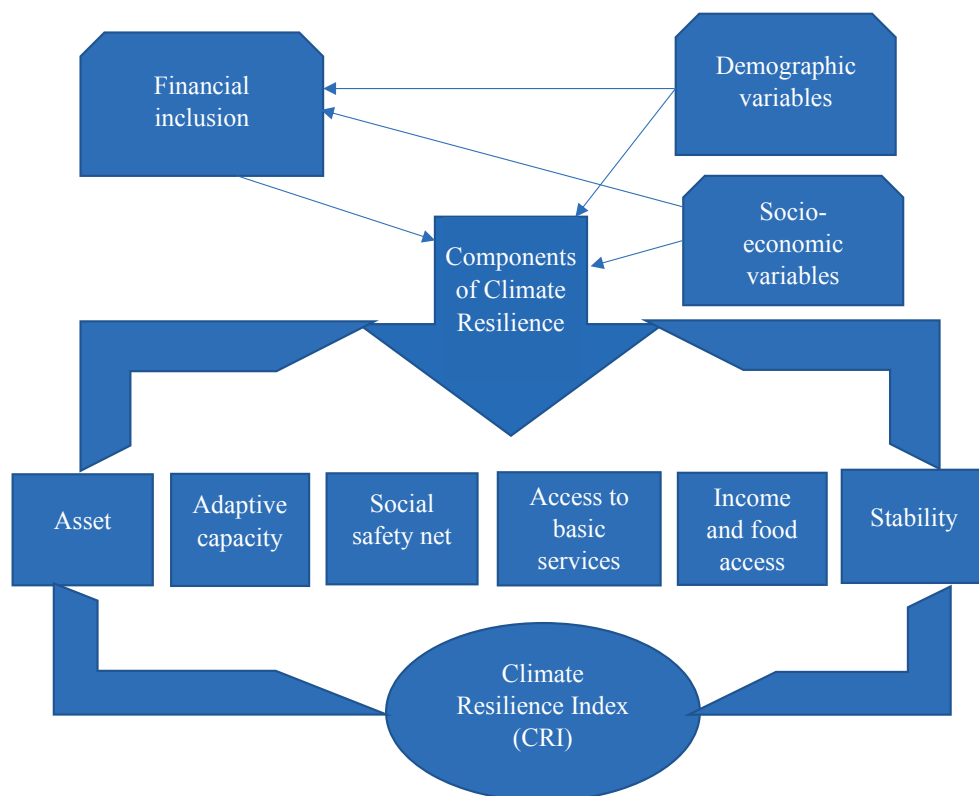 Financial
inclusion
Demographic
variables
Socio-
economic
variables
Components
of Climate
Resilience
Asset
Adaptive
capacity
Social
safety net
Access to
basic
services
Income
and food
access
Stability
Climate
Resilience Index
(CRI)